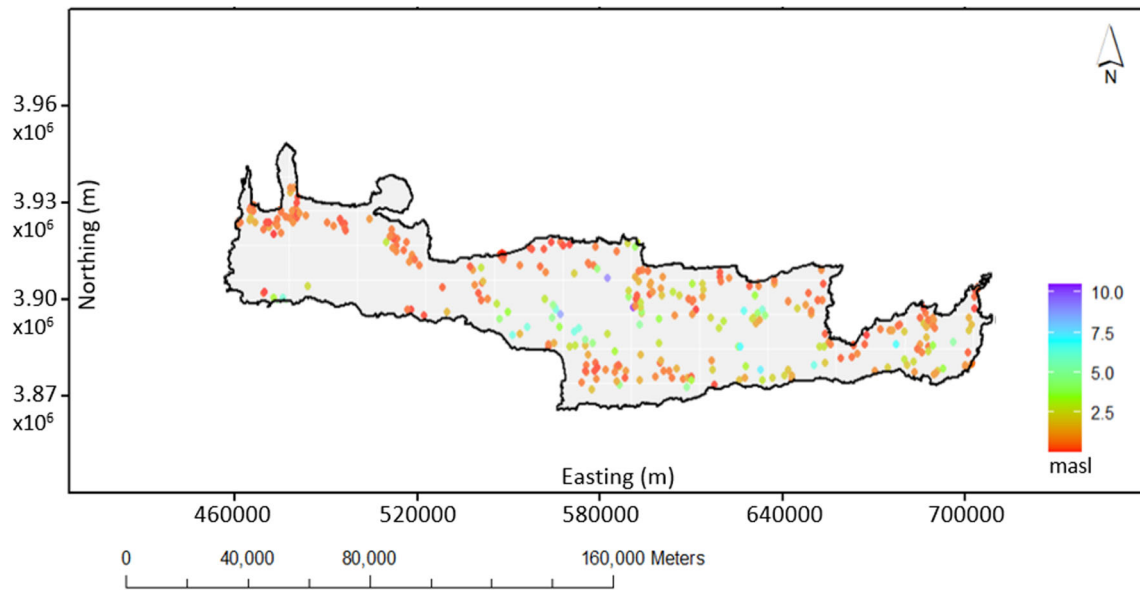 N
3.96
x10⁶
3.93
x10⁶
3.90
x10⁶
3.87
x10⁶
Northing (m)
10.0
7.5
5.0
2.5
masl
Easting (m)
460000 520000 580000 640000 700000
0 40,000 80,000 160,000 Meters